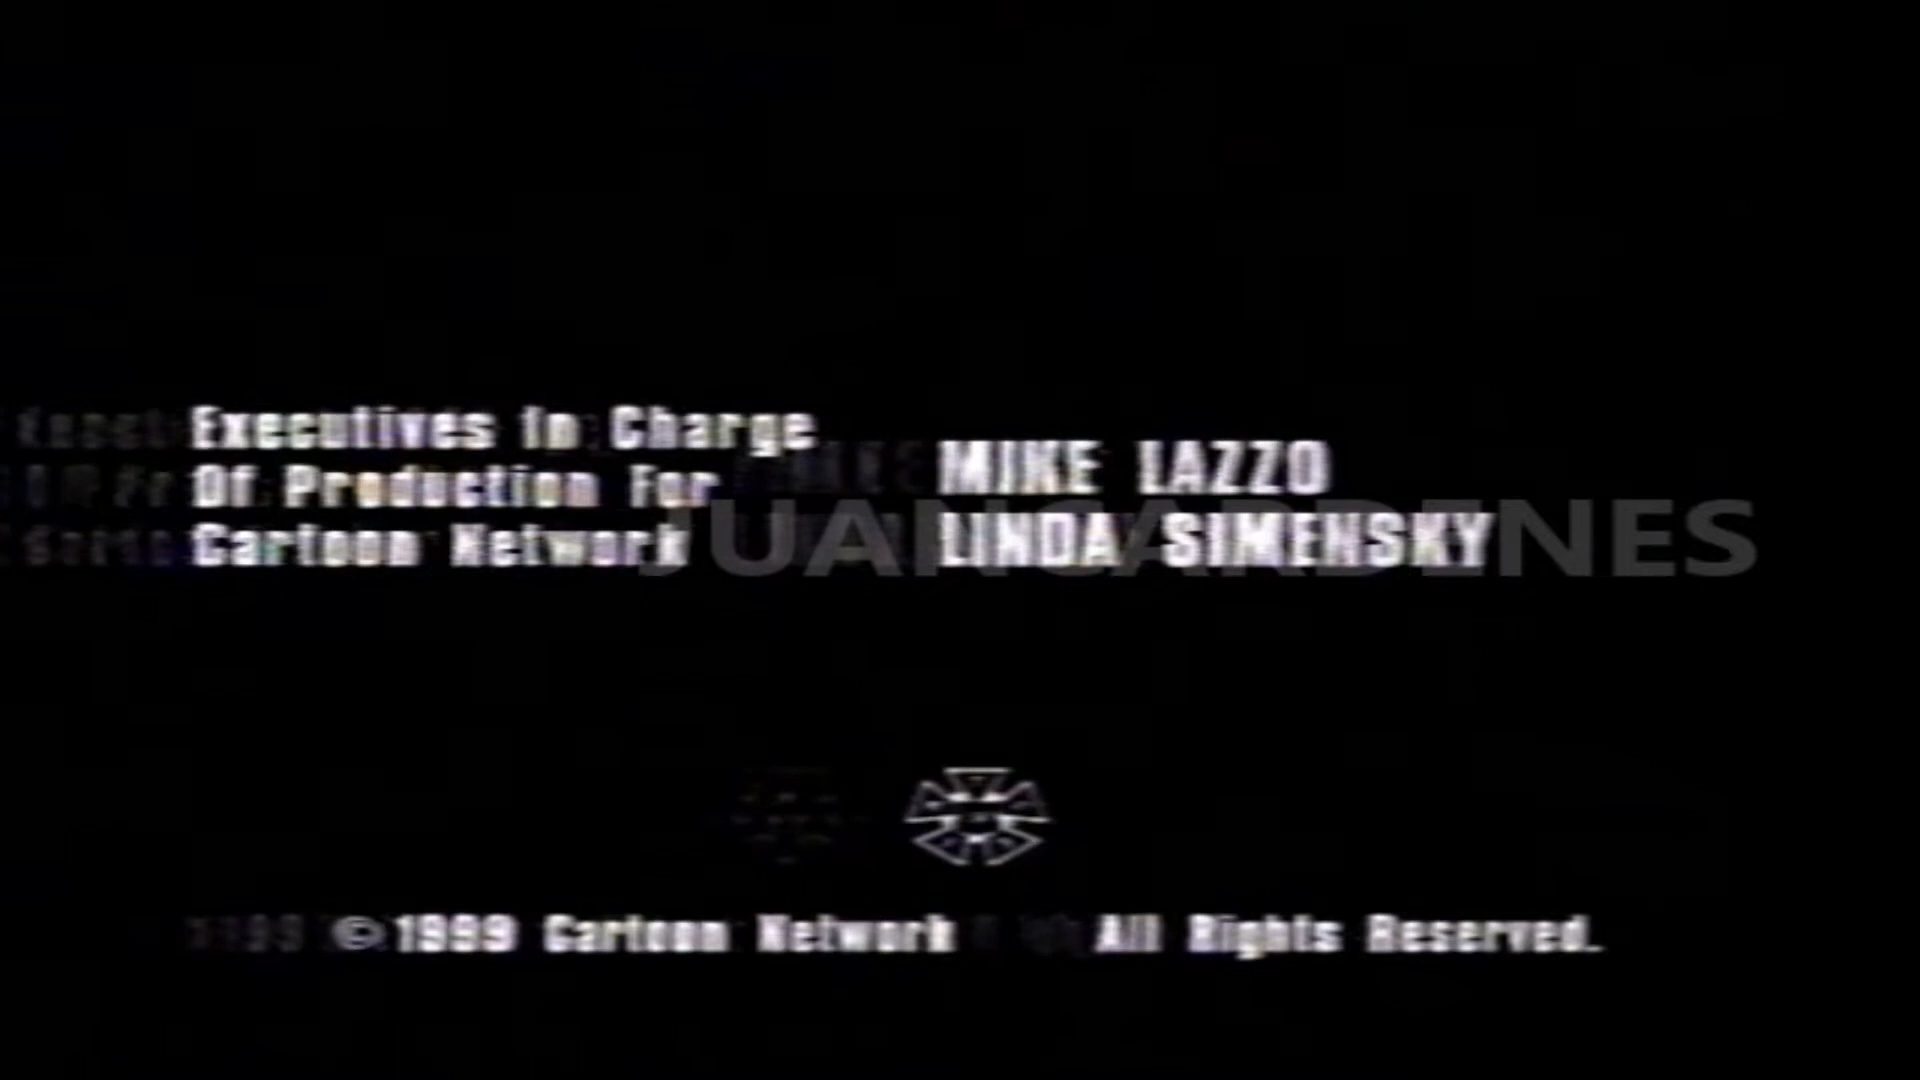 Executives In Charge
Of Production For
Cartoon Network
MIKE LAZZO
LINDA SIMENSKY
JUANCARDENES
© 1999 Cartoon Network All Rights Reserved.